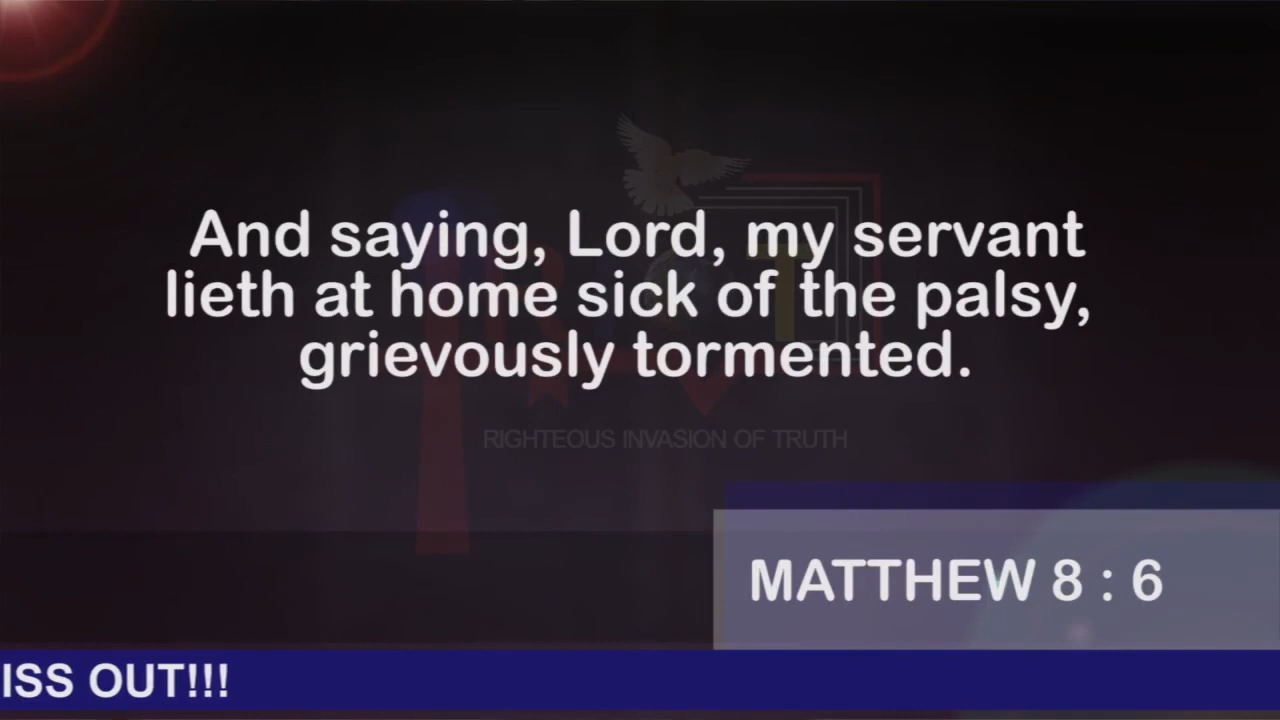 And saying, Lord, my servant
lieth at home sick of the palsy,
grievously tormented.
RIGHTEOUS INVASION OF TRUTH
MATTHEW 8 : 6
ISS OUT!!!